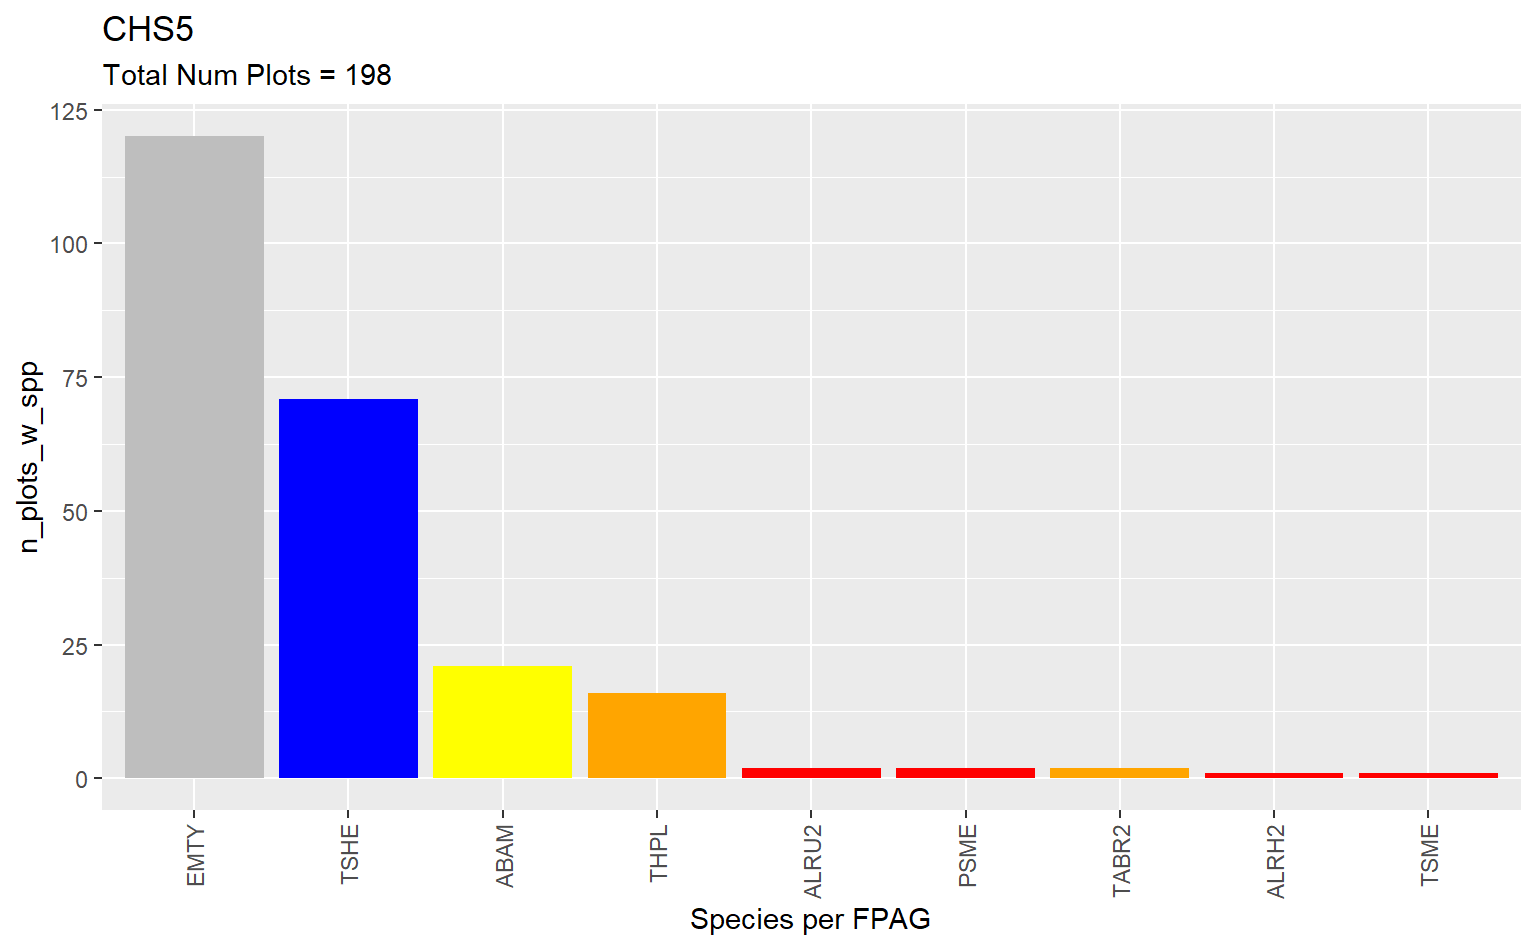 CHS5
Total Num Plots = 198
n_plots_w_spp
125
100
75
50
25
0
EMTY
TSHE
ABAM
THPL
ALRU2
PSME
TABR2
ALRH2
TSME
Species per FPAG